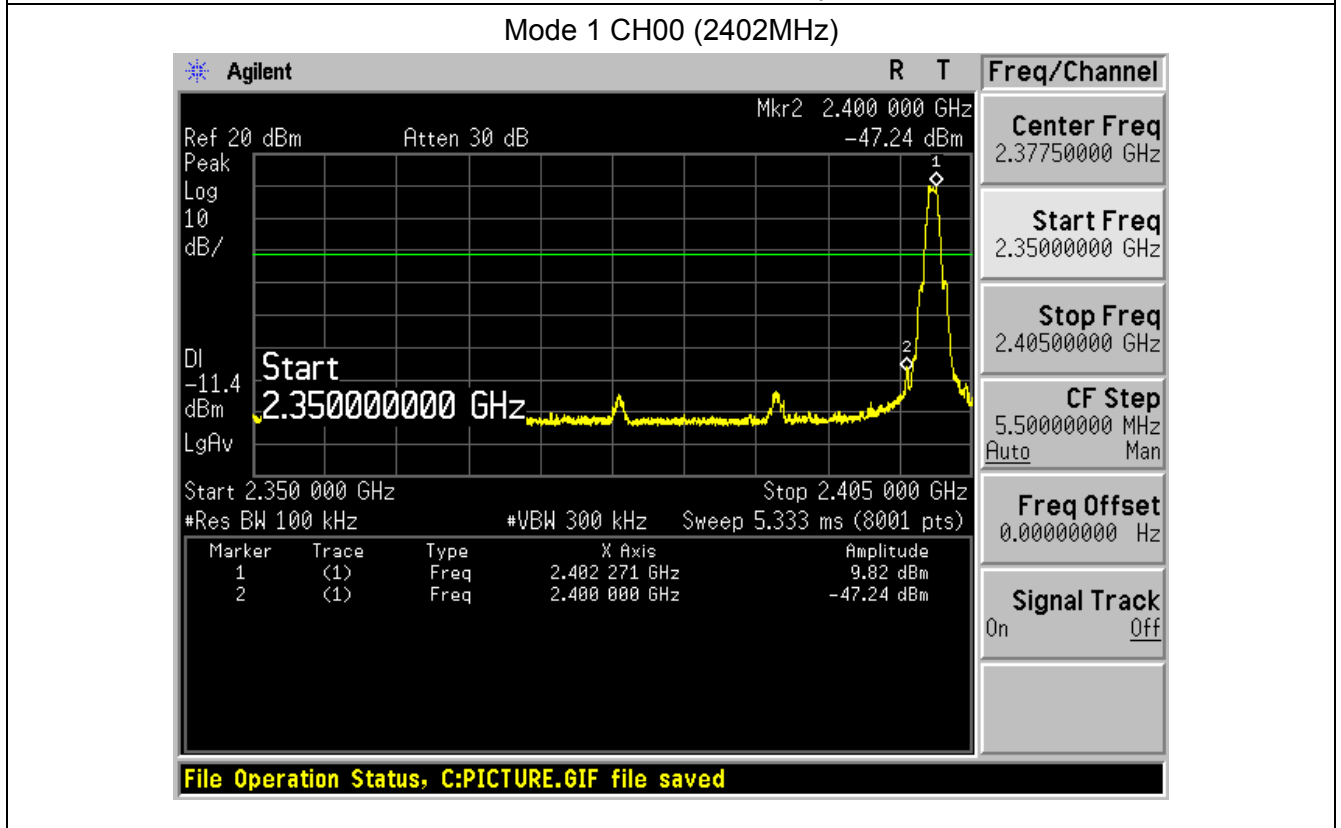 Mode 1 CH00 (2402MHz)
Agilent R T Freq/Channel
Mkr2 2.400 000 GHz
Ref 20 dBm Atten 30 dB -47.24 dBm
Peak
Log
10
dB/
1
2
DI
-11.4
dBm
LgAv
Start
2.350000000 GHz
Start 2.350 000 GHz Stop 2.405 000 GHz
#Res BW 100 kHz #VBW 300 kHz Sweep 5.333 ms (8001 pts)
Marker Trace Type X Axis Amplitude
1 (1) Freq 2.402 271 GHz 9.82 dBm
2 (1) Freq 2.400 000 GHz -47.24 dBm
Center Freq
2.37750000 GHz
Start Freq
2.35000000 GHz
Stop Freq
2.40500000 GHz
CF Step
5.50000000 MHz
Auto Man
Freq Offset
0.00000000 Hz
Signal Track
On Off
File Operation Status, C:PICTURE.GIF file saved